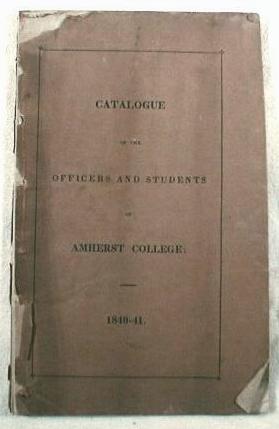 CATALOGUE
OF THE
OFFICERS AND STUDENTS
OF
AMHERST COLLEGE:
1840-41.